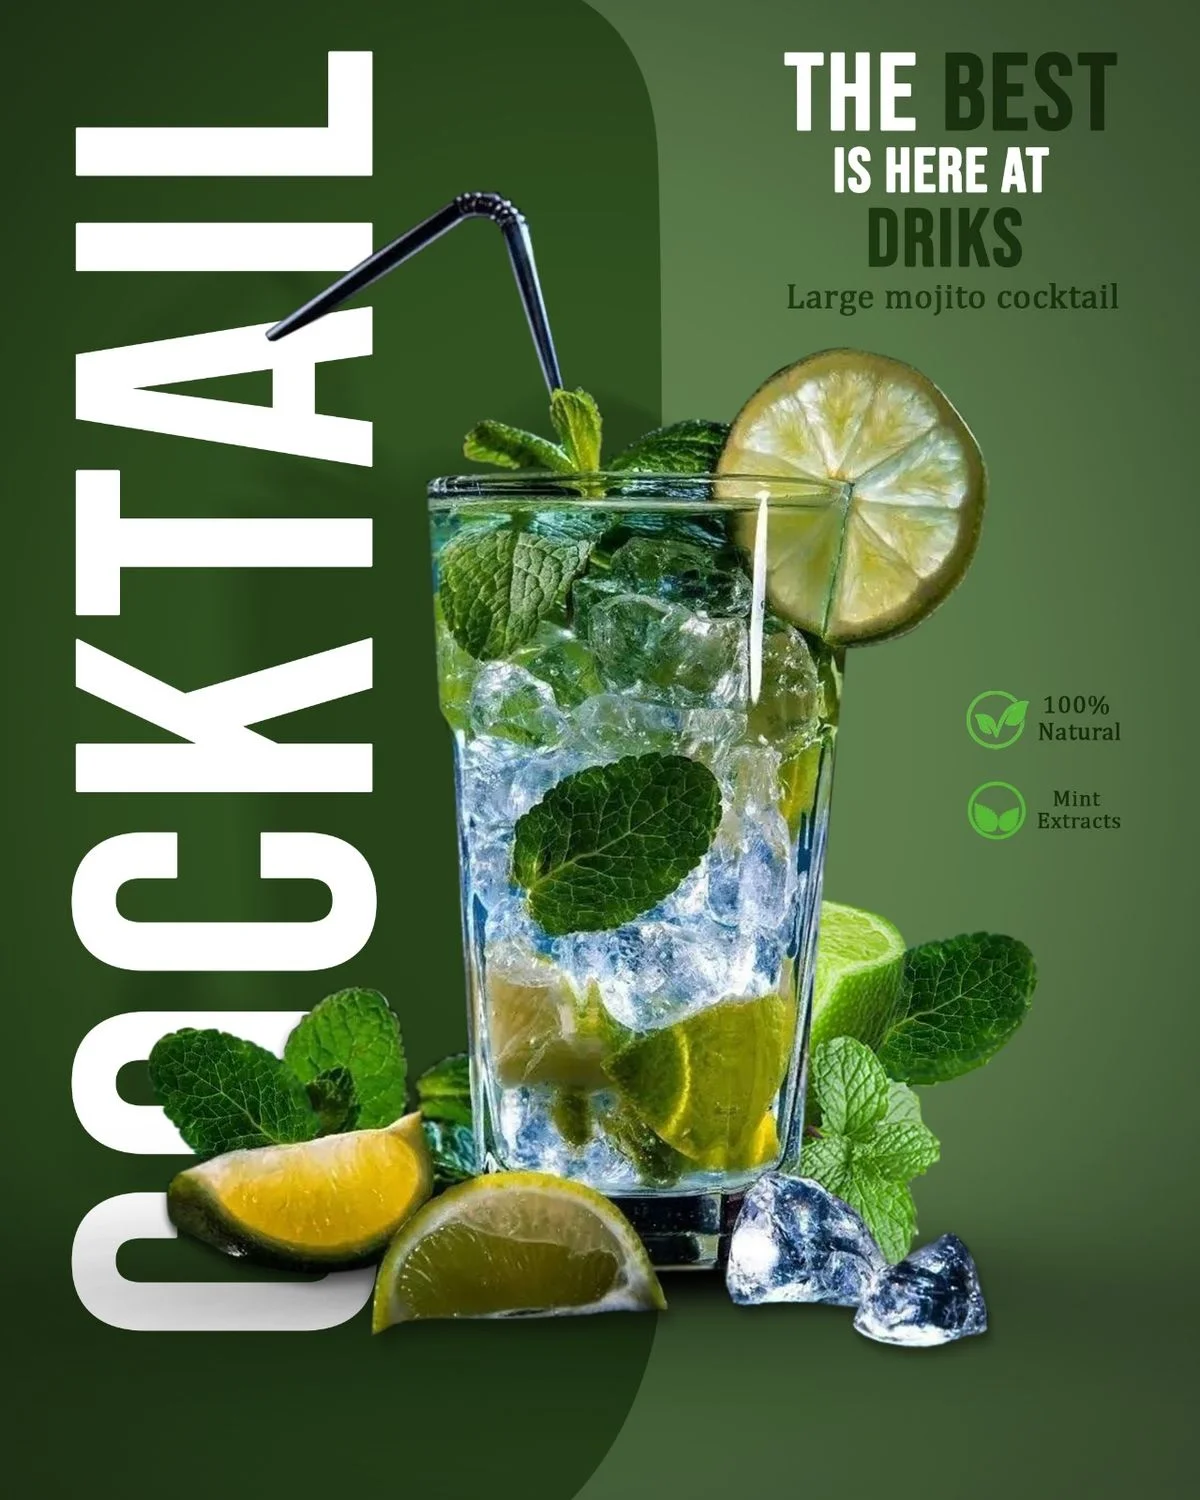 COCKTAIL
THE BEST
IS HERE AT
DRIKS
Large mojito cocktail
100%
Natural
Mint
Extracts